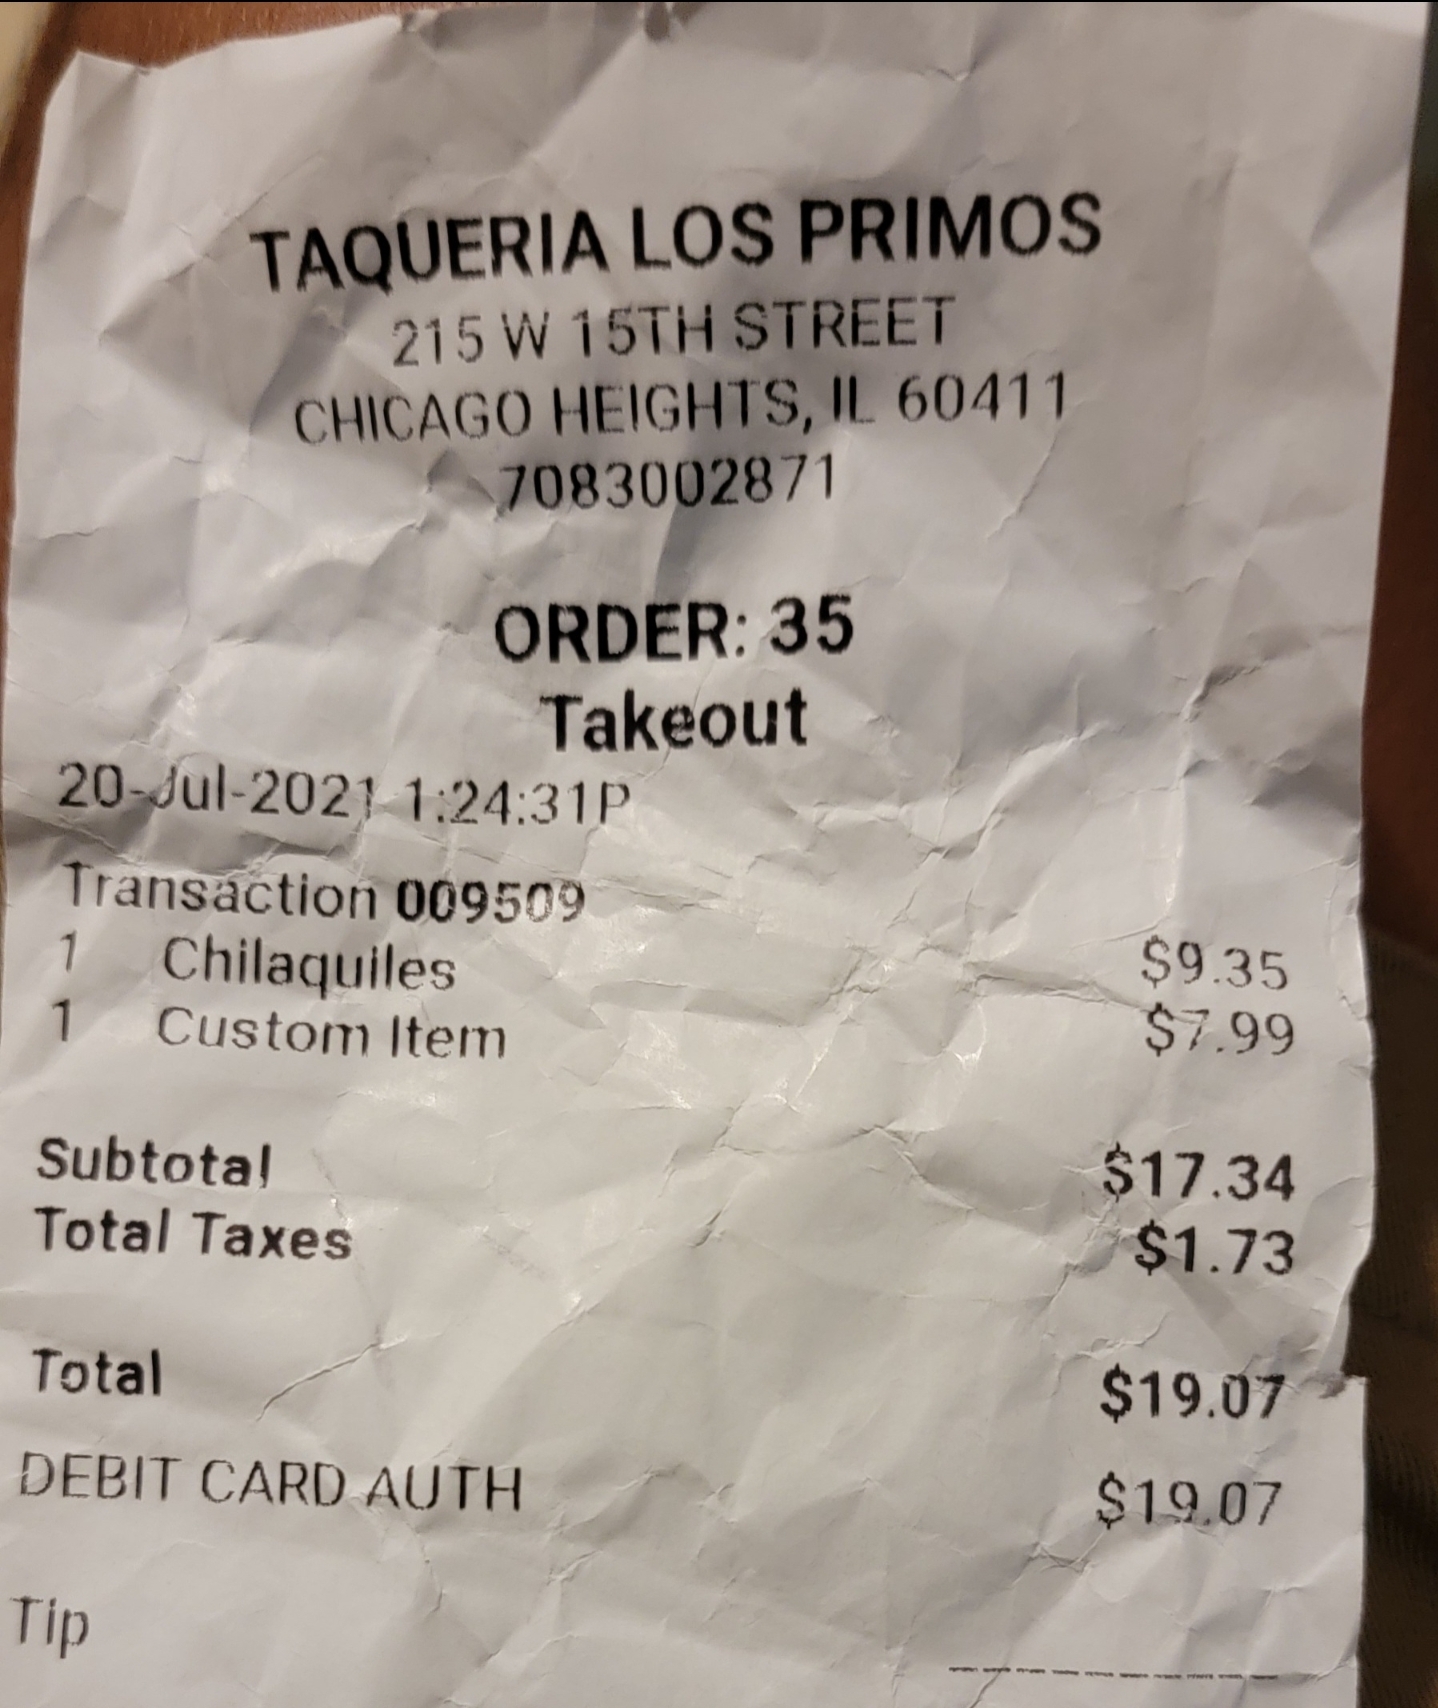 TAQUERIA LOS PRIMOS
215 W 15TH STREET
CHICAGO HEIGHTS, IL 60411
7083002871
ORDER: 35
Takeout
20-Jul-2021 1:24:31P
Transaction 009509
1 Chilaquiles $9.35
1 Custom Item $7.99
Subtotal $17.34
Total Taxes $1.73
Total $19.07
DEBIT CARD AUTH $19.07
Tip